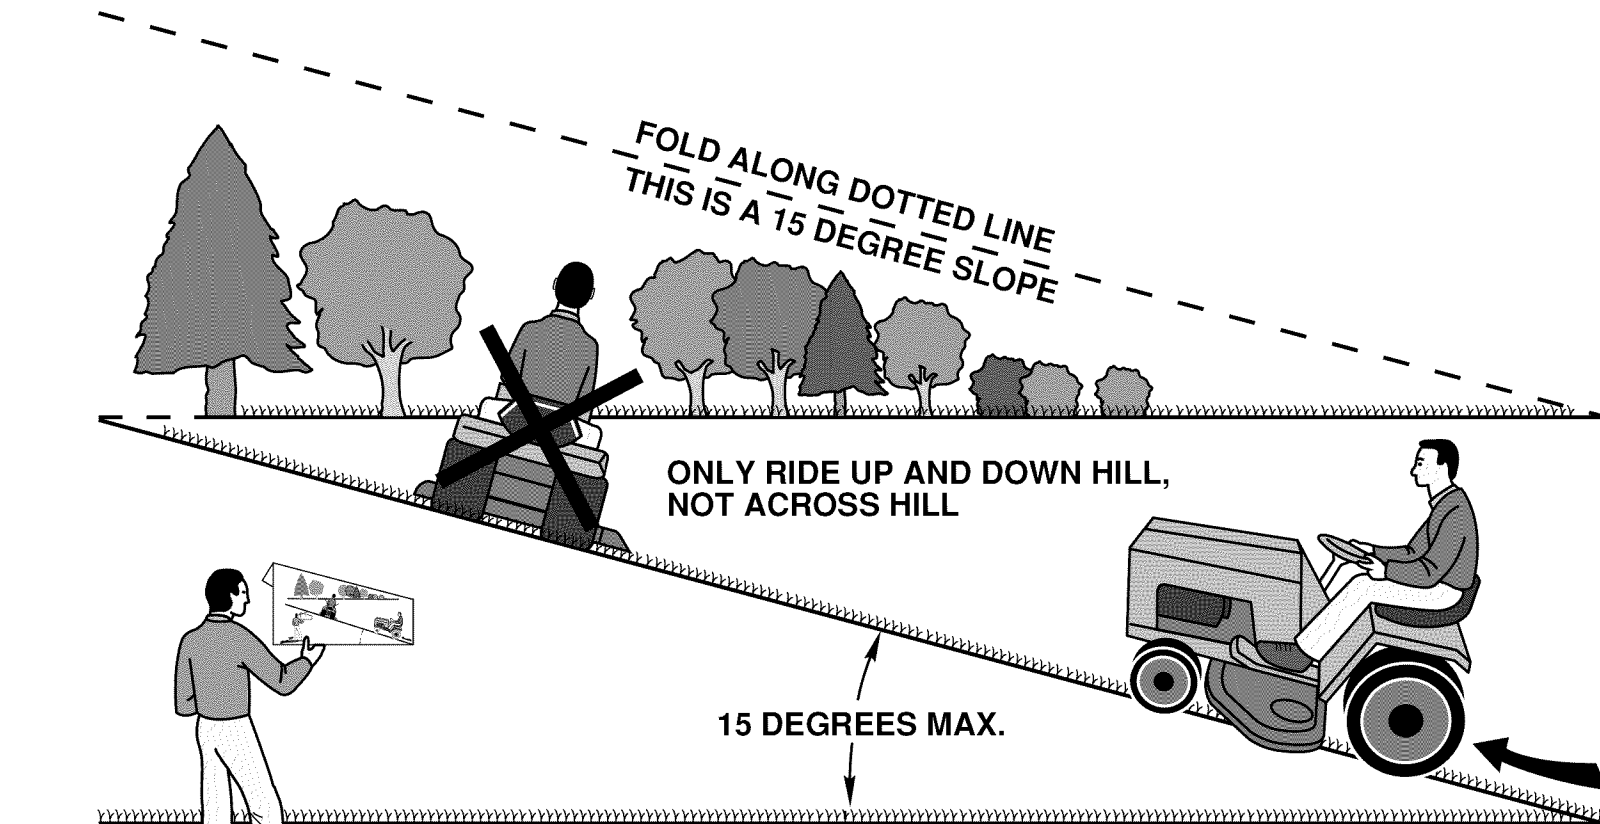 FOLD ALONG DOTTED LINE
THIS IS A 15 DEGREE SLOPE
ONLY RIDE UP AND DOWN HILL,
NOT ACROSS HILL
15 DEGREES MAX.